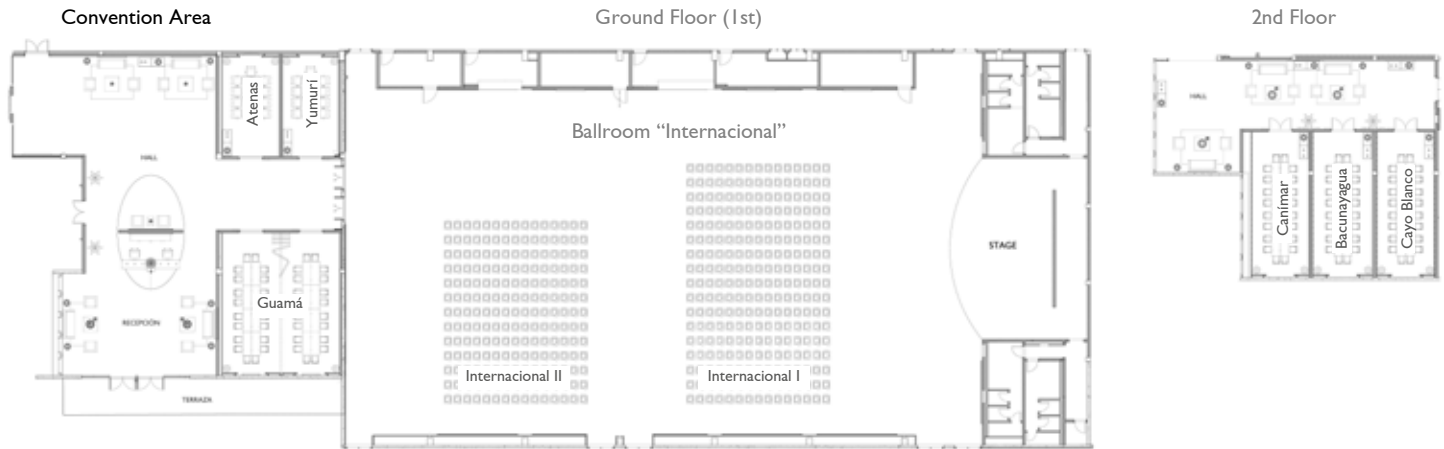 Convention Area
Ground Floor (1st)
2nd Floor
Atenas
Yumurí
Ballroom “Internacional”
HALL
HALL
Canímar
Bacunayagua
Cayo Blanco
STAGE
Guamá
RECEPCIÓN
Internacional II
Internacional I
TERRAZA